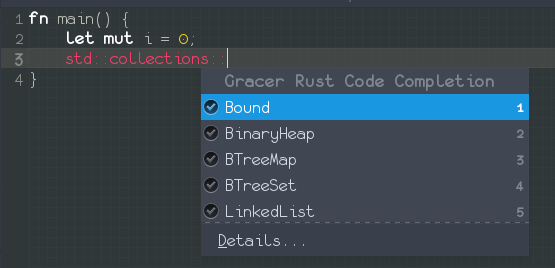 1 fn main() {
2     let mut i = 0;
3     std::collections::
4 }
Gracer Rust Code Completion
Bound 1
BinaryHeap 2
BTreeMap 3
BTreeSet 4
LinkedList 5
Details...